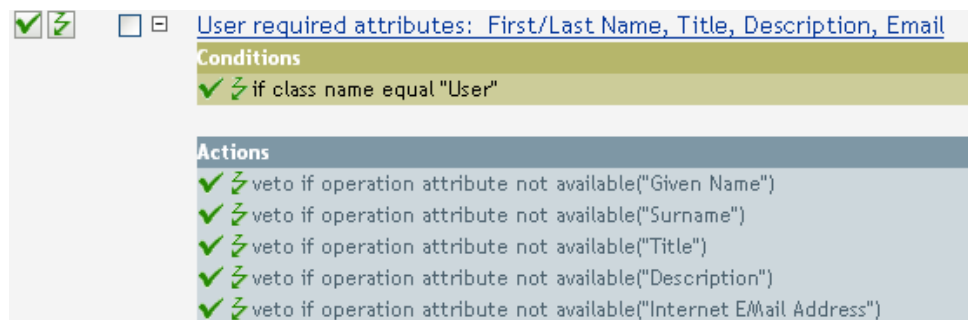 User required attributes: First/Last Name, Title, Description, Email
Conditions
if class name equal "User"
Actions
veto if operation attribute not available("Given Name")
veto if operation attribute not available("Surname")
veto if operation attribute not available("Title")
veto if operation attribute not available("Description")
veto if operation attribute not available("Internet EMail Address")